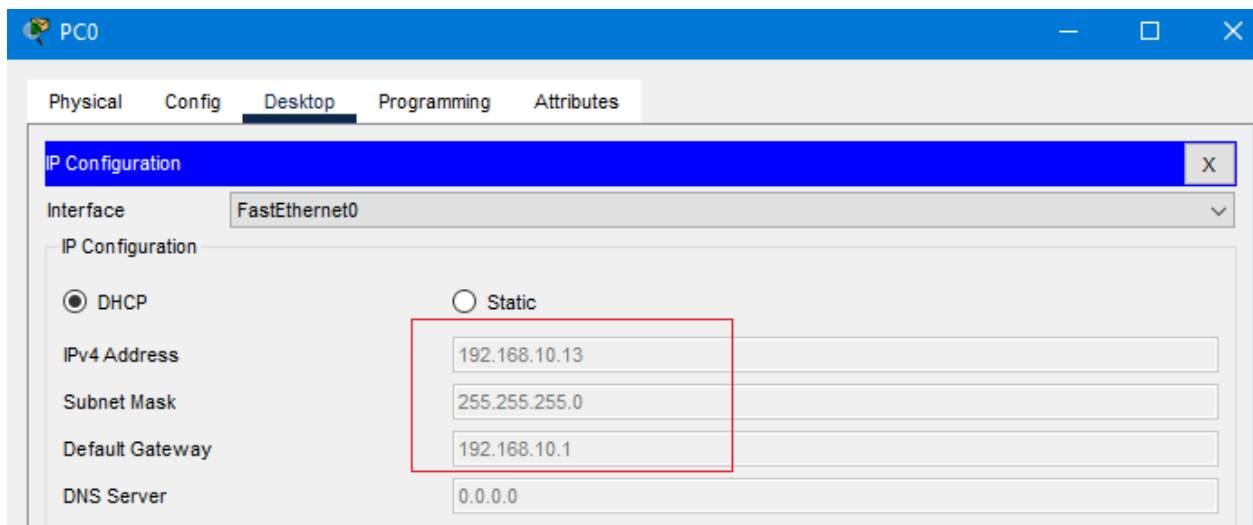 PC0
Physical Config Desktop Programming Attributes
IP Configuration X
Interface FastEthernet0
IP Configuration
DHCP Static
IPv4 Address 192.168.10.13
Subnet Mask 255.255.255.0
Default Gateway 192.168.10.1
DNS Server 0.0.0.0